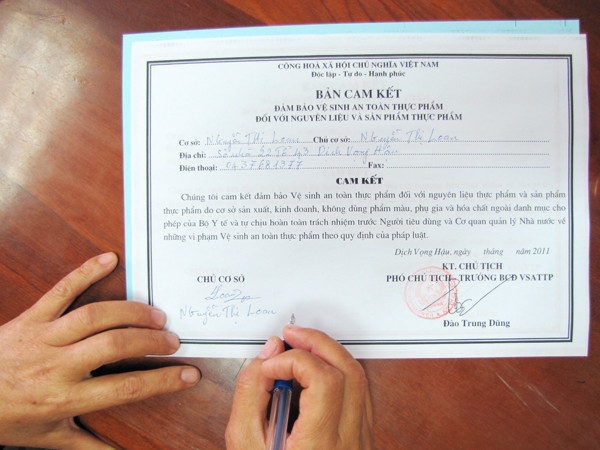 CỘNG HOÀ XÃ HỘI CHỦ NGHĨA VIỆT NAM
Độc lập - Tự do - Hạnh phúc
BẢN CAM KẾT
ĐẢM BẢO VỆ SINH AN TOÀN THỰC PHẨM
ĐỐI VỚI NGUYÊN LIỆU VÀ SẢN PHẨM THỰC PHẨM
Cơ sở: Nguyễn Thị Loan Chủ cơ sở: Nguyễn Thị Loan
Địa chỉ: Dịch Vọng Hậu
Điện thoại: 0437681977 Fax:
CAM KẾT
Chúng tôi cam kết đảm bảo Vệ sinh an toàn thực phẩm đối với nguyên liệu thực phẩm và sản phẩm
thực phẩm do cơ sở sản xuất, kinh doanh, không dùng phẩm màu, phụ gia và hóa chất ngoài danh mục cho
phép của Bộ Y tế và tự chịu hoàn toàn trách nhiệm trước Người tiêu dùng và Cơ quan quản lý Nhà nước về
những vi phạm Vệ sinh an toàn thực phẩm theo quy định của pháp luật.
Dịch Vọng Hậu, ngày tháng năm 2011
CHỦ CƠ SỞ
Nguyễn Thị Loan
KT. CHỦ TỊCH
PHÓ CHỦ TỊCH - TRƯỞNG BCĐ VSATTP
Đào Trung Dũng